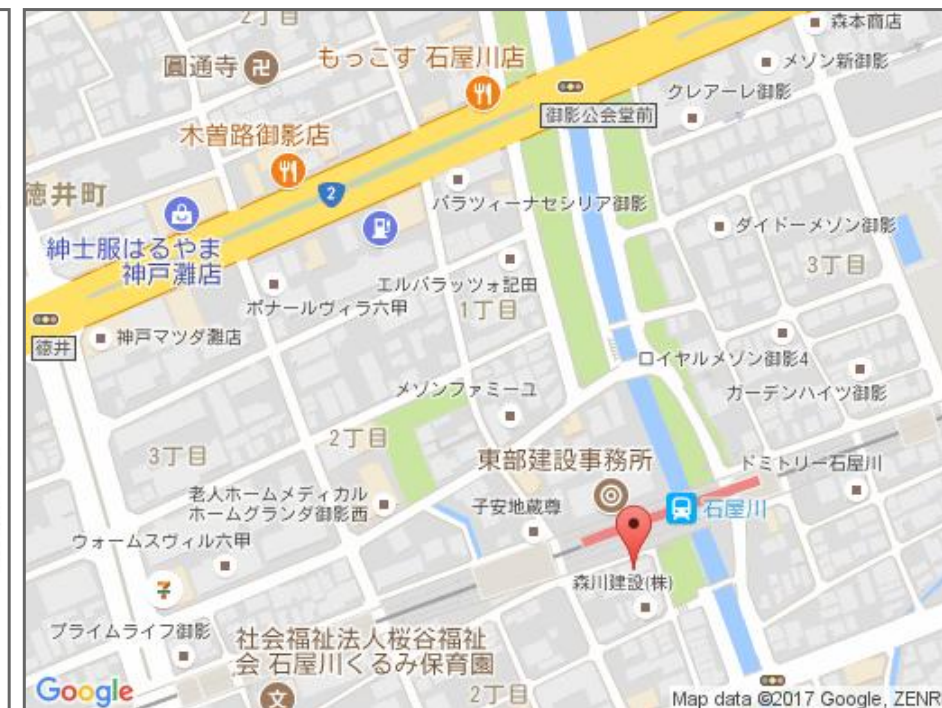 2丁目
森本商店
圓通寺
もっこす 石屋川店
メゾン新御影
クレアーレ御影
御影公会堂前
木曽路御影店
徳井町
2
パラツィーナセシリア御影
ダイドーメゾン御影
紳士服はるやま
神戸灘店
エルパラッツォ記田
3丁目
ボナールヴィラ六甲
1丁目
徳井
神戸マツダ灘店
ロイヤルメゾン御影4
メゾンファミーユ
ガーデンハイツ御影
2丁目
3丁目
東部建設事務所
ドミトリー石屋川
老人ホームメディカル
ホームグランダ御影西
子安地蔵尊
石屋川
ウォームスヴィル六甲
森川建設(株)
7
プライムライフ御影
社会福祉法人桜谷福祉
会 石屋川くるみ保育園
文
Google
2丁目
Map data ©2017 Google, ZENR